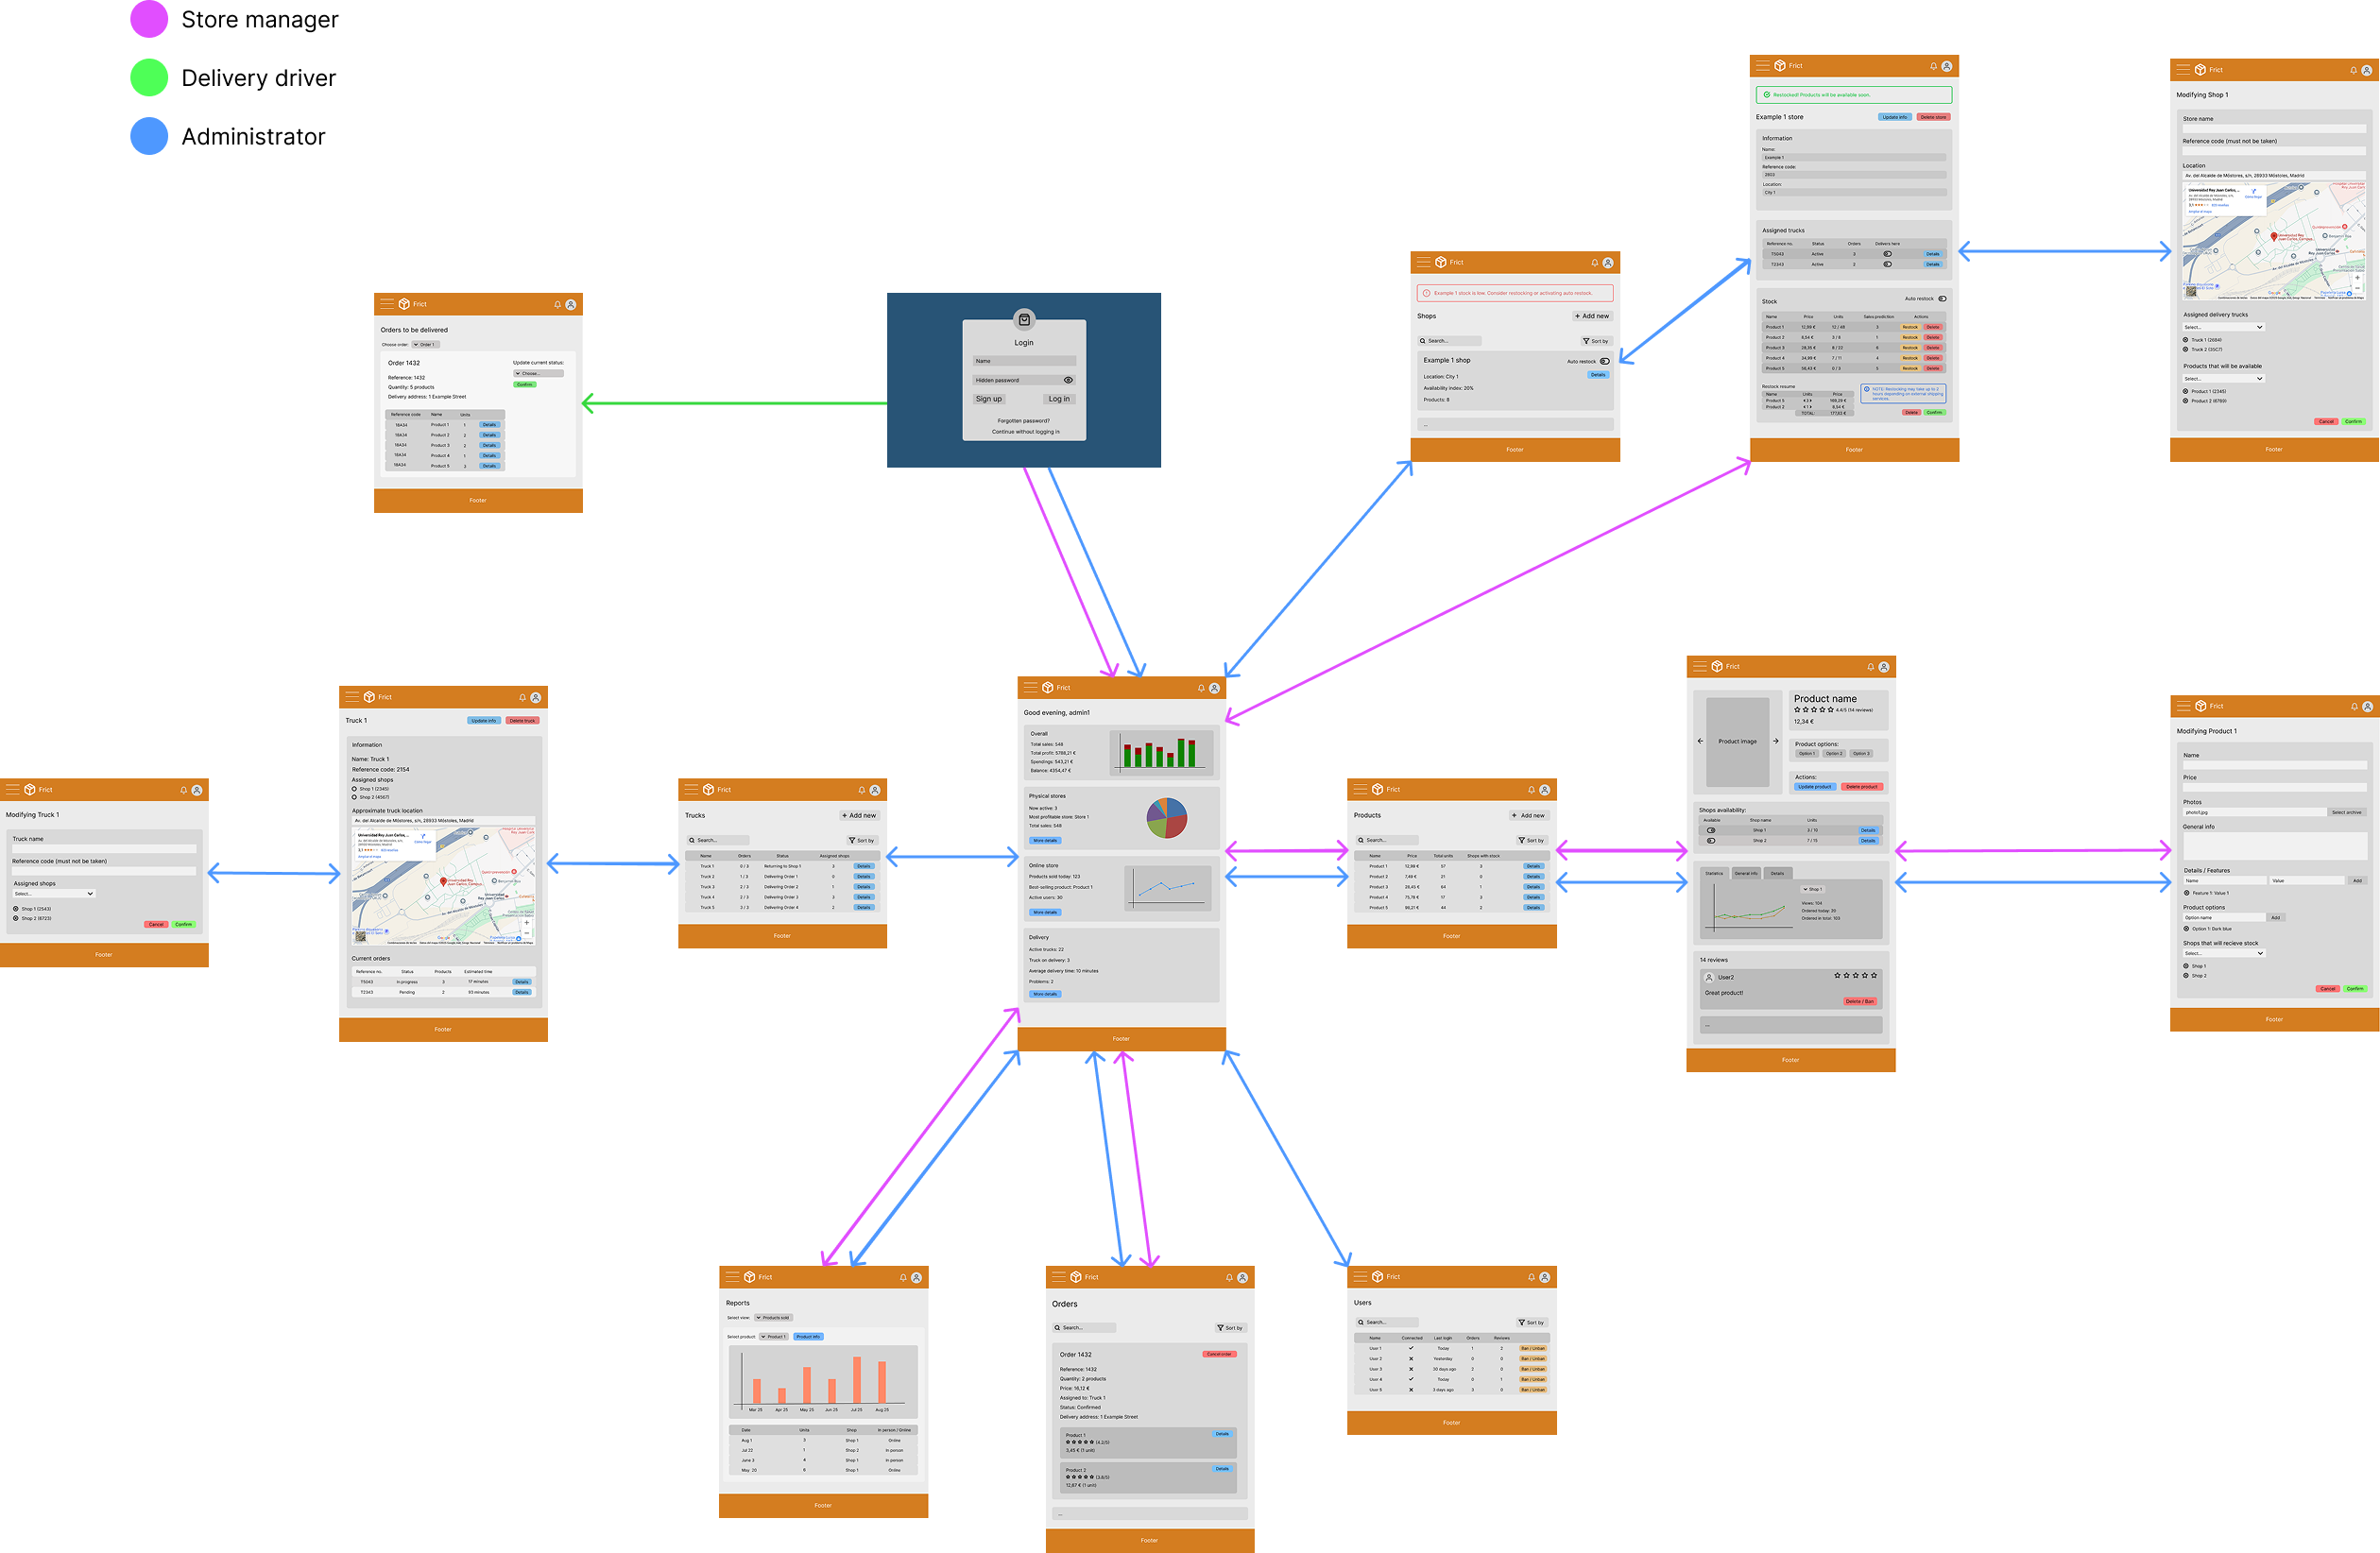 Store manager
Delivery driver
Administrator
Frict
Orders to be delivered
Choose order: Order 1
Order 1432
Reference: 1432
Quantity: 5 products
Delivery address: 1 Example Street
Update current status:
Choose...
Confirm
Reference code Name Units
18A34 Product 1 1 Details
18A34 Product 2 2 Details
18A34 Product 3 2 Details
18A34 Product 4 1 Details
18A34 Product 5 3 Details
Footer
Login
Name
Hidden password
Sign up Log in
Forgotten password?
Continue without logging in
Frict
Example 1 stock is low. Consider restocking or activating auto restock.
Shops + Add new
Search... Sort by
Example 1 shop Auto restock
Location: City 1 Details
Availability index: 20%
Products: 8
...
Footer
Frict
Restocked! Products will be available soon.
Example 1 store Update info Delete store
Information
Name:
Example 1
Reference code:
2603
Location:
City 1
Assigned trucks
Reference no. Status Orders Delivers here
T5043 Active 3 Details
T2343 Active 2 Details
Stock Auto restock
Name Price Units Sales prediction Actions
Product 1 12,99 € 12 / 48 3 Restock Delete
Product 2 8,54 € 3 / 8 1 Restock Delete
Product 3 28,35 € 8 / 22 6 Restock Delete
Product 4 34,99 € 7 / 11 4 Restock Delete
Product 5 56,43 € 0 / 3 5 Restock Delete
Restock resume
Name Units Price
Product 5 3 169,29 €
Product 2 1 8,54 €
TOTAL: 177,83 €
NOTE: Restocking may take up to 2 hours depending on external shipping services.
Delete Confirm
Footer
Frict
Modifying Shop 1
Store name
Reference code (must not be taken)
Location
Av. del Alcalde de Móstoles, s/n, 28933 Móstoles, Madrid
Universidad Rey Juan Carlos, ...
Assigned delivery trucks
Select...
Truck 1 (2684)
Truck 2 (35C7)
Products that will be available
Select...
Product 1 (2345)
Product 2 (6789)
Cancel Confirm
Footer
Frict
Modifying Truck 1
Truck name
Reference code (must not be taken)
Assigned shops
Select...
Shop 1 (2543)
Shop 2 (8723)
Cancel Confirm
Footer
Frict
Truck 1 Update info Delete truck
Information
Name: Truck 1
Reference code: 2154
Assigned shops
Shop 1 (2345)
Shop 2 (4567)
Approximate truck location
Av. del Alcalde de Móstoles, s/n, 28933 Móstoles, Madrid
Universidad Rey Juan Carlos, ...
Current orders
Reference no. Status Products Estimated time
T5043 In progress 3 17 minutes Details
T2343 Pending 2 93 minutes Details
Footer
Frict
Trucks + Add new
Search... Sort by
Name Orders Status Assigned shops
Truck 1 0 / 3 Returning to Shop 1 3 Details
Truck 2 1 / 3 Delivering Order 1 0 Details
Truck 3 2 / 3 Delivering Order 2 1 Details
Truck 4 2 / 3 Delivering Order 3 3 Details
Truck 5 3 / 3 Delivering Order 4 2 Details
Footer
Frict
Good evening, admin1
Overall
Total sales: 548
Total profit: 5788,21 €
Spendings: 543,21 €
Balance: 4354,47 €
Physical stores
Now active: 3
Most profitable store: Store 1
Total sales: 548
More details
Online store
Products sold today: 123
Best-selling product: Product 1
Active users: 30
More details
Delivery
Active trucks: 22
Truck on delivery: 3
Average delivery time: 10 minutes
Problems: 2
More details
Footer
Frict
Products + Add new
Search... Sort by
Name Price Total units Shops with stock
Product 1 12,99 € 57 3 Details
Product 2 7,49 € 21 0 Details
Product 3 26,45 € 64 1 Details
Product 4 75,78 € 17 3 Details
Product 5 86,21 € 44 2 Details
Footer
Frict
Product image
Product name
4.4/5 (14 reviews)
12,34 €
Product options:
Option 1 Option 2 Option 3
Actions:
Update product Delete product
Shops availability:
Available Shop name Units
Shop 1 3 / 10 Details
Shop 2 7 / 15 Details
Statistics General info Details
Shop 1
Views: 104
Ordered today: 39
Ordered in total: 103
14 reviews
User2
Great product!
Delete / Ban
...
Footer
Frict
Modifying Product 1
Name
Price
Photos
photo1.jpg Select archive
General info
Details / Features
Name Value Add
Feature 1: Value 1
Product options
Option name Add
Option 1: Dark blue
Shops that will recieve stock
Select...
Shop 1
Shop 2
Cancel Confirm
Footer
Frict
Reports
Select view: Products sold
Select product: Product 1 Product info
Mar 25 Apr 25 May 25 Jun 25 Jul 25 Aug 25
Date Units Shop In person / Online
Aug 1 3 Shop 1 Online
Jul 22 1 Shop 2 In person
June 3 4 Shop 1 In person
May 20 6 Shop 1 Online
Footer
Frict
Orders
Search... Sort by
Order 1432 Cancel order
Reference: 1432
Quantity: 2 products
Price: 16,12 €
Assigned to: Truck 1
Status: Confirmed
Delivery address: 1 Example Street
Product 1 Details
(4.2/5)
3,45 € (1 unit)
Product 2 Details
(3.8/5)
12,67 € (1 unit)
...
Footer
Frict
Users
Search... Sort by
Name Connected Last login Orders Reviews
User 1 Today 1 2 Ban / Unban
User 2 Yesterday 0 0 Ban / Unban
User 3 30 days ago 2 0 Ban / Unban
User 4 Today 0 1 Ban / Unban
User 5 3 days ago 3 0 Ban / Unban
Footer